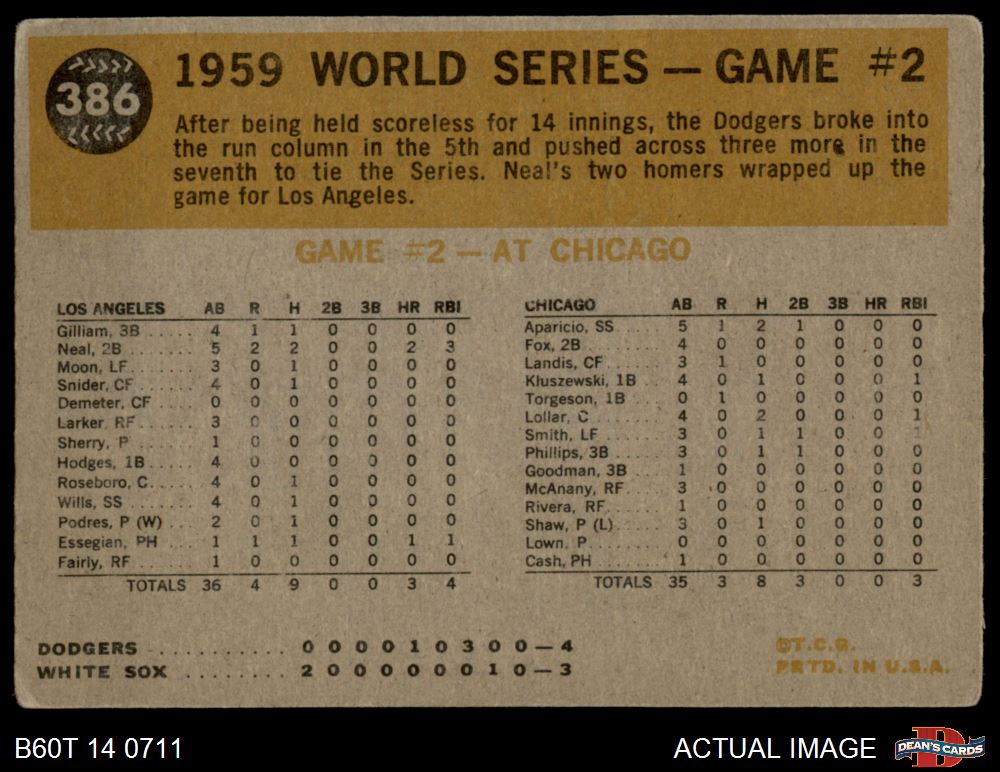 386
1959 WORLD SERIES — GAME #2
After being held scoreless for 14 innings, the Dodgers broke into
the run column in the 5th and pushed across three more in the
seventh to tie the Series. Neal's two homers wrapped up the
game for Los Angeles.
GAME #2 — AT CHICAGO
LOS ANGELES AB R H 2B 3B HR RBI
Gilliam, 3B ..... 4 1 1 0 0 0 0
Neal, 2B ........ 5 2 2 0 0 2 3
Moon, LF ....... 3 0 1 0 0 0 0
Snider, CF ...... 4 0 1 0 0 0 0
Demeter, CF .... 0 0 0 0 0 0 0
Larker, RF ...... 3 0 0 0 0 0 0
Sherry, P ....... 1 0 0 0 0 0 0
Hodges, 1B ..... 4 0 0 0 0 0 0
Roseboro, C .... 4 0 1 0 0 0 0
Wills, SS ....... 4 0 1 0 0 0 0
Podres, P (W) ... 2 0 1 0 0 0 0
Essegian, PH .... 1 1 1 0 0 1 1
Fairly, RF ....... 1 0 0 0 0 0 0
TOTALS 36 4 9 0 0 3 4
CHICAGO AB R H 2B 3B HR RBI
Aparicio, SS ..... 5 1 2 1 0 0 0
Fox, 2B ......... 4 0 0 0 0 0 0
Landis, CF ...... 3 1 0 0 0 0 0
Kluszewski, 1B .. 4 0 1 0 0 0 1
Torgeson, 1B ... 0 1 0 0 0 0 0
Lollar, C ....... 4 0 2 0 0 0 1
Smith, LF ....... 3 0 1 1 0 0 1
Phillips, 3B ..... 3 0 1 1 0 0 0
Goodman, 3B ... 1 0 0 0 0 0 0
McAnany, RF .... 3 0 0 0 0 0 0
Rivera, RF ...... 1 0 0 0 0 0 0
Shaw, P (L) ..... 3 0 1 0 0 0 0
Lown, P ........ 0 0 0 0 0 0 0
Cash, PH ....... 1 0 0 0 0 0 0
TOTALS 35 3 8 3 0 0 3
DODGERS ........... 0 0 0 0 1 0 3 0 0 — 4
WHITE SOX ........ 2 0 0 0 0 0 0 1 0 — 3
©T.C.G.
PRTD. IN U.S.A.
B60T 14 0711
ACTUAL IMAGE
D
DEAN'S CARDS